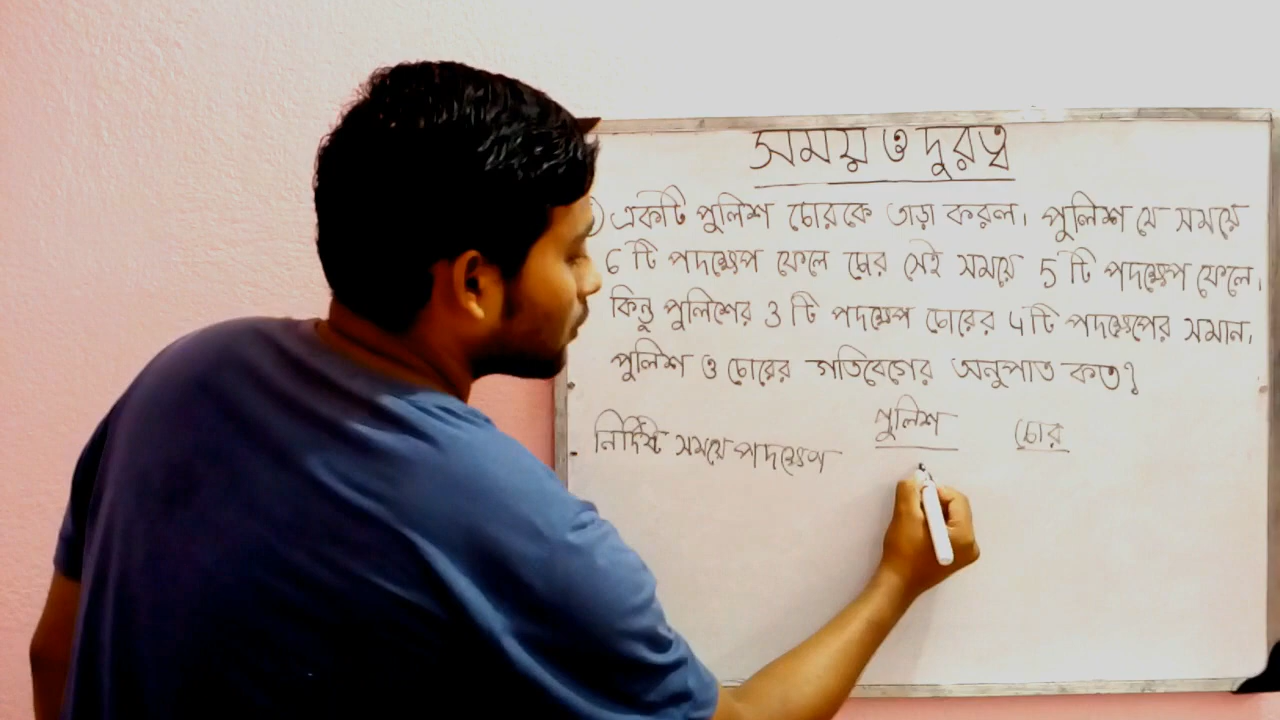 সময় ও দুরত্ব
) একটি পুলিশ চোরকে তাড়া করল। পুলিশ যে সময়ে
6 টি পদক্ষেপ ফেলে চোর সেই সময়ে 5 টি পদক্ষেপ ফেলে।
কিন্তু পুলিশের 3 টি পদক্ষেপ চোরের 4 টি পদক্ষেপের সমান।
পুলিশ ও চোরের গতিবেগের অনুপাত কত?
নির্দিষ্ট সময়ে পদক্ষেপ পুলিশ চোর